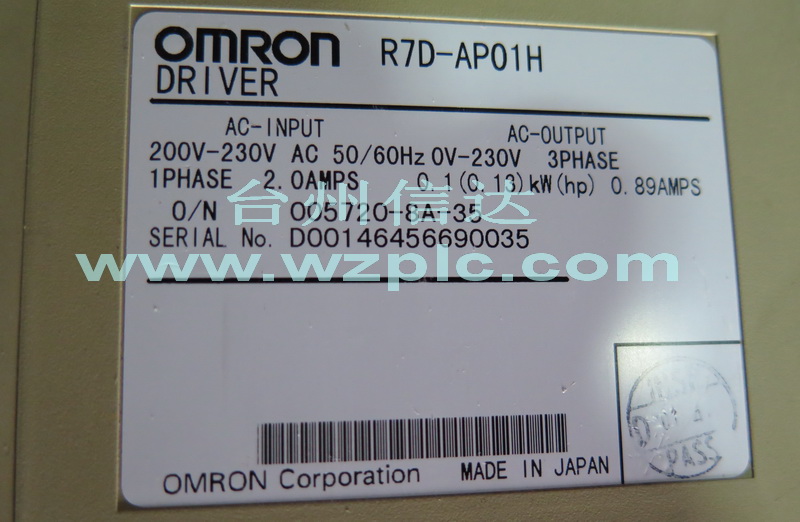 OMRON R7D-AP01H
DRIVER
AC-INPUT AC-OUTPUT
200V-230V AC 50/60Hz 0V-230V 3PHASE
1PHASE 2.0AMPS 0.1(0.13)kW(hp) 0.89AMPS
台州信达
O/N 005720-8A-35
SERIAL No. D00146456690035
www.wzplc.com
PASS
OMRON Corporation MADE IN JAPAN